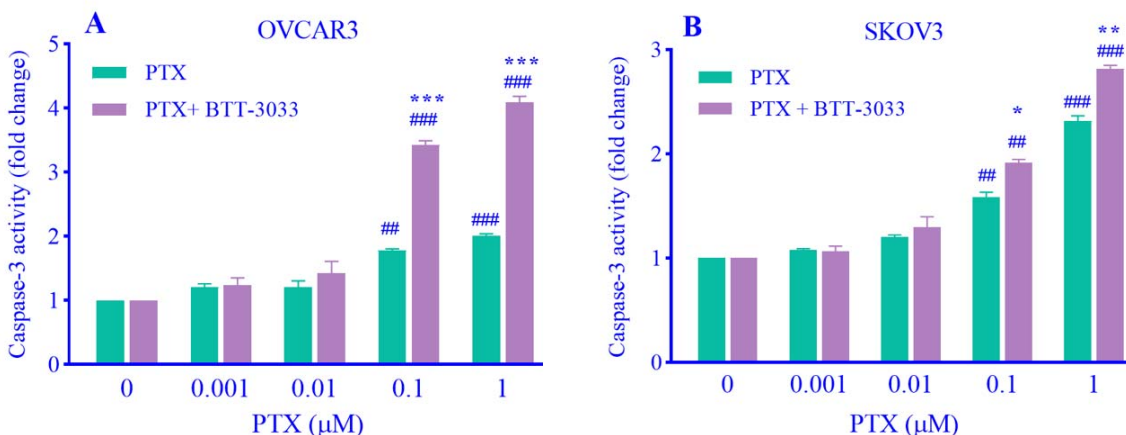 A
OVCAR3
Caspase-3 activity (fold change)
5
4
3
2
1
0
PTX
PTX+ BTT-3033
##
***
###
###
***
###
0 0.001 0.01 0.1 1
PTX (μM)
B
SKOV3
Caspase-3 activity (fold change)
3
2
1
0
PTX
PTX + BTT-3033
##
*
##
###
**
###
0 0.001 0.01 0.1 1
PTX (μM)